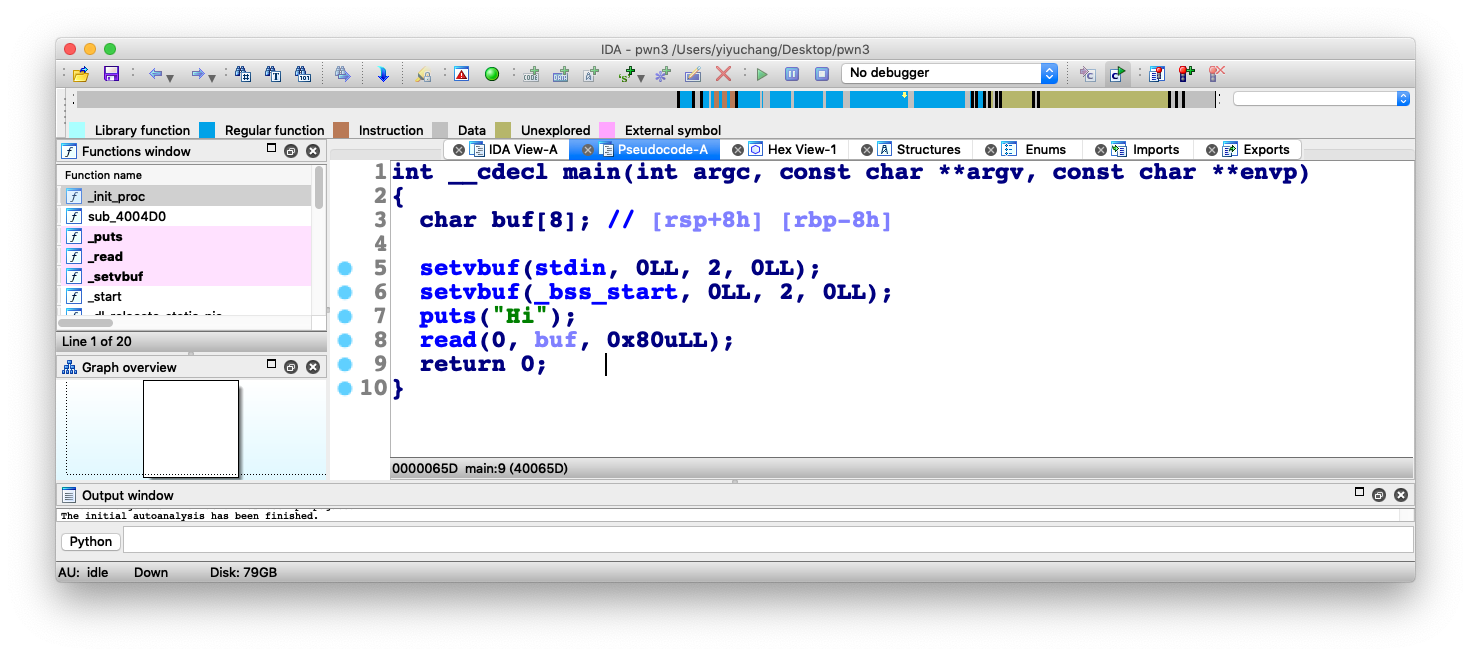 IDA - pwn3 /Users/yiyuchang/Desktop/pwn3
No debugger
Library function Regular function Instruction Data Unexplored External symbol
Functions window
IDA View-A Pseudocode-A Hex View-1 Structures Enums Imports Exports
Function name
_init_proc
sub_4004D0
_puts
_read
_setvbuf
_start
Line 1 of 20
Graph overview
1 int __cdecl main(int argc, const char **argv, const char **envp)
2 {
3 char buf[8]; // [rsp+8h] [rbp-8h]
4
5 setvbuf(stdin, 0LL, 2, 0LL);
6 setvbuf(_bss_start, 0LL, 2, 0LL);
7 puts("Hi");
8 read(0, buf, 0x80uLL);
9 return 0;
10 }
0000065D main:9 (40065D)
Output window
The initial autoanalysis has been finished.
Python
AU: idle Down Disk: 79GB